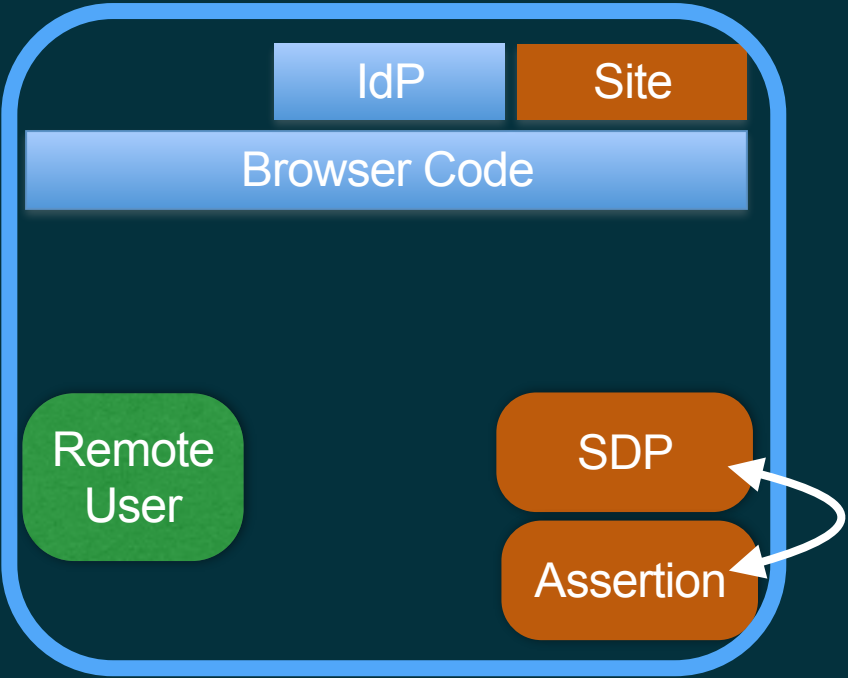 IdP
Site
Browser Code
Remote
User
SDP
Assertion